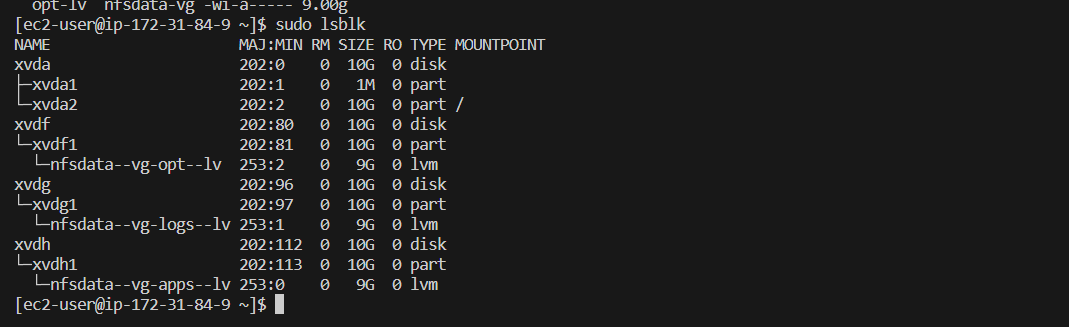 opt-lv  nfsdata-vg -wi-a----- 9.00g
[ec2-user@ip-172-31-84-9 ~]$ sudo lsblk
NAME                      MAJ:MIN RM SIZE RO TYPE MOUNTPOINT
xvda                      202:0    0  10G  0 disk
├─xvda1                   202:1    0   1M  0 part
└─xvda2                   202:2    0  10G  0 part /
xvdf                      202:80   0  10G  0 disk
└─xvdf1                   202:81   0  10G  0 part
  └─nfsdata--vg-opt--lv   253:2    0   9G  0 lvm
xvdg                      202:96   0  10G  0 disk
└─xvdg1                   202:97   0  10G  0 part
  └─nfsdata--vg-logs--lv 253:1    0   9G  0 lvm
xvdh                      202:112  0  10G  0 disk
└─xvdh1                   202:113  0  10G  0 part
  └─nfsdata--vg-apps--lv 253:0    0   9G  0 lvm
[ec2-user@ip-172-31-84-9 ~]$